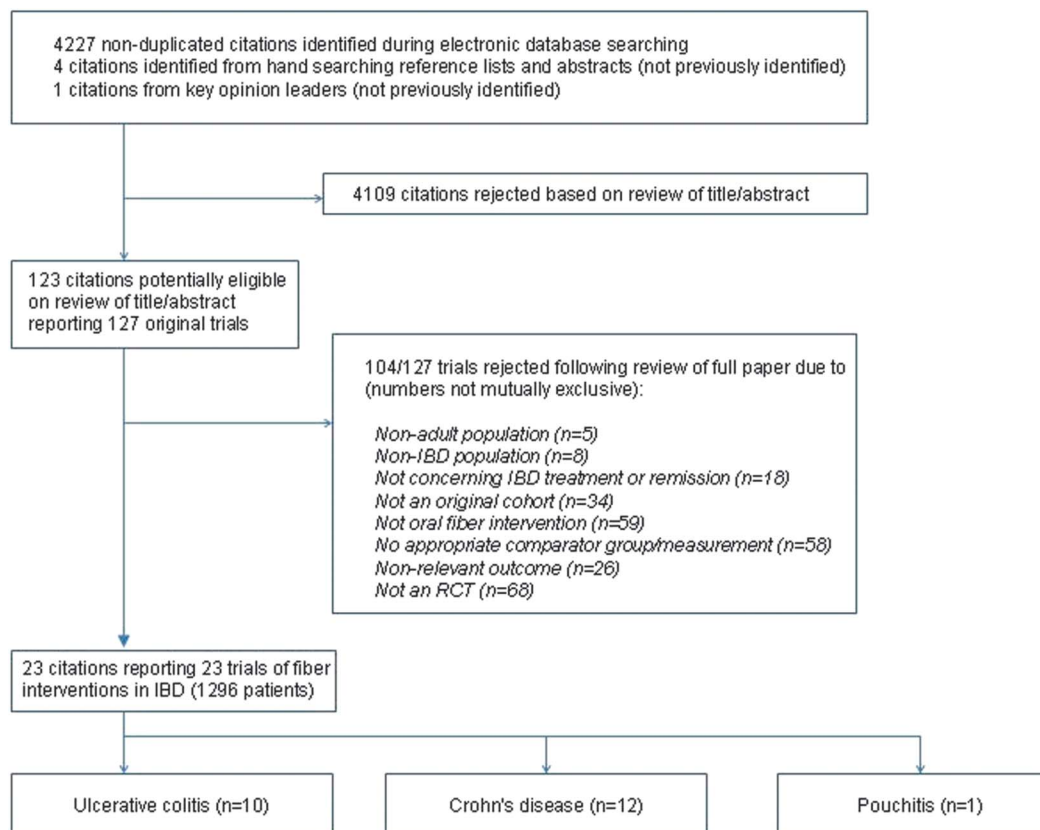 4227 non-duplicated citations identified during electronic database searching
4 citations identified from hand searching reference lists and abstracts (not previously identified)
1 citations from key opinion leaders (not previously identified)
4109 citations rejected based on review of title/abstract
123 citations potentially eligible
on review of title/abstract
reporting 127 original trials
104/127 trials rejected following review of full paper due to
(numbers not mutually exclusive):
Non-adult population (n=5)
Non-IBD population (n=8)
Not concerning IBD treatment or remission (n=18)
Not an original cohort (n=34)
Not oral fiber intervention (n=59)
No appropriate comparator group/measurement (n=58)
Non-relevant outcome (n=26)
Not an RCT (n=68)
23 citations reporting 23 trials of fiber
interventions in IBD (1296 patients)
Ulcerative colitis (n=10)
Crohn's disease (n=12)
Pouchitis (n=1)